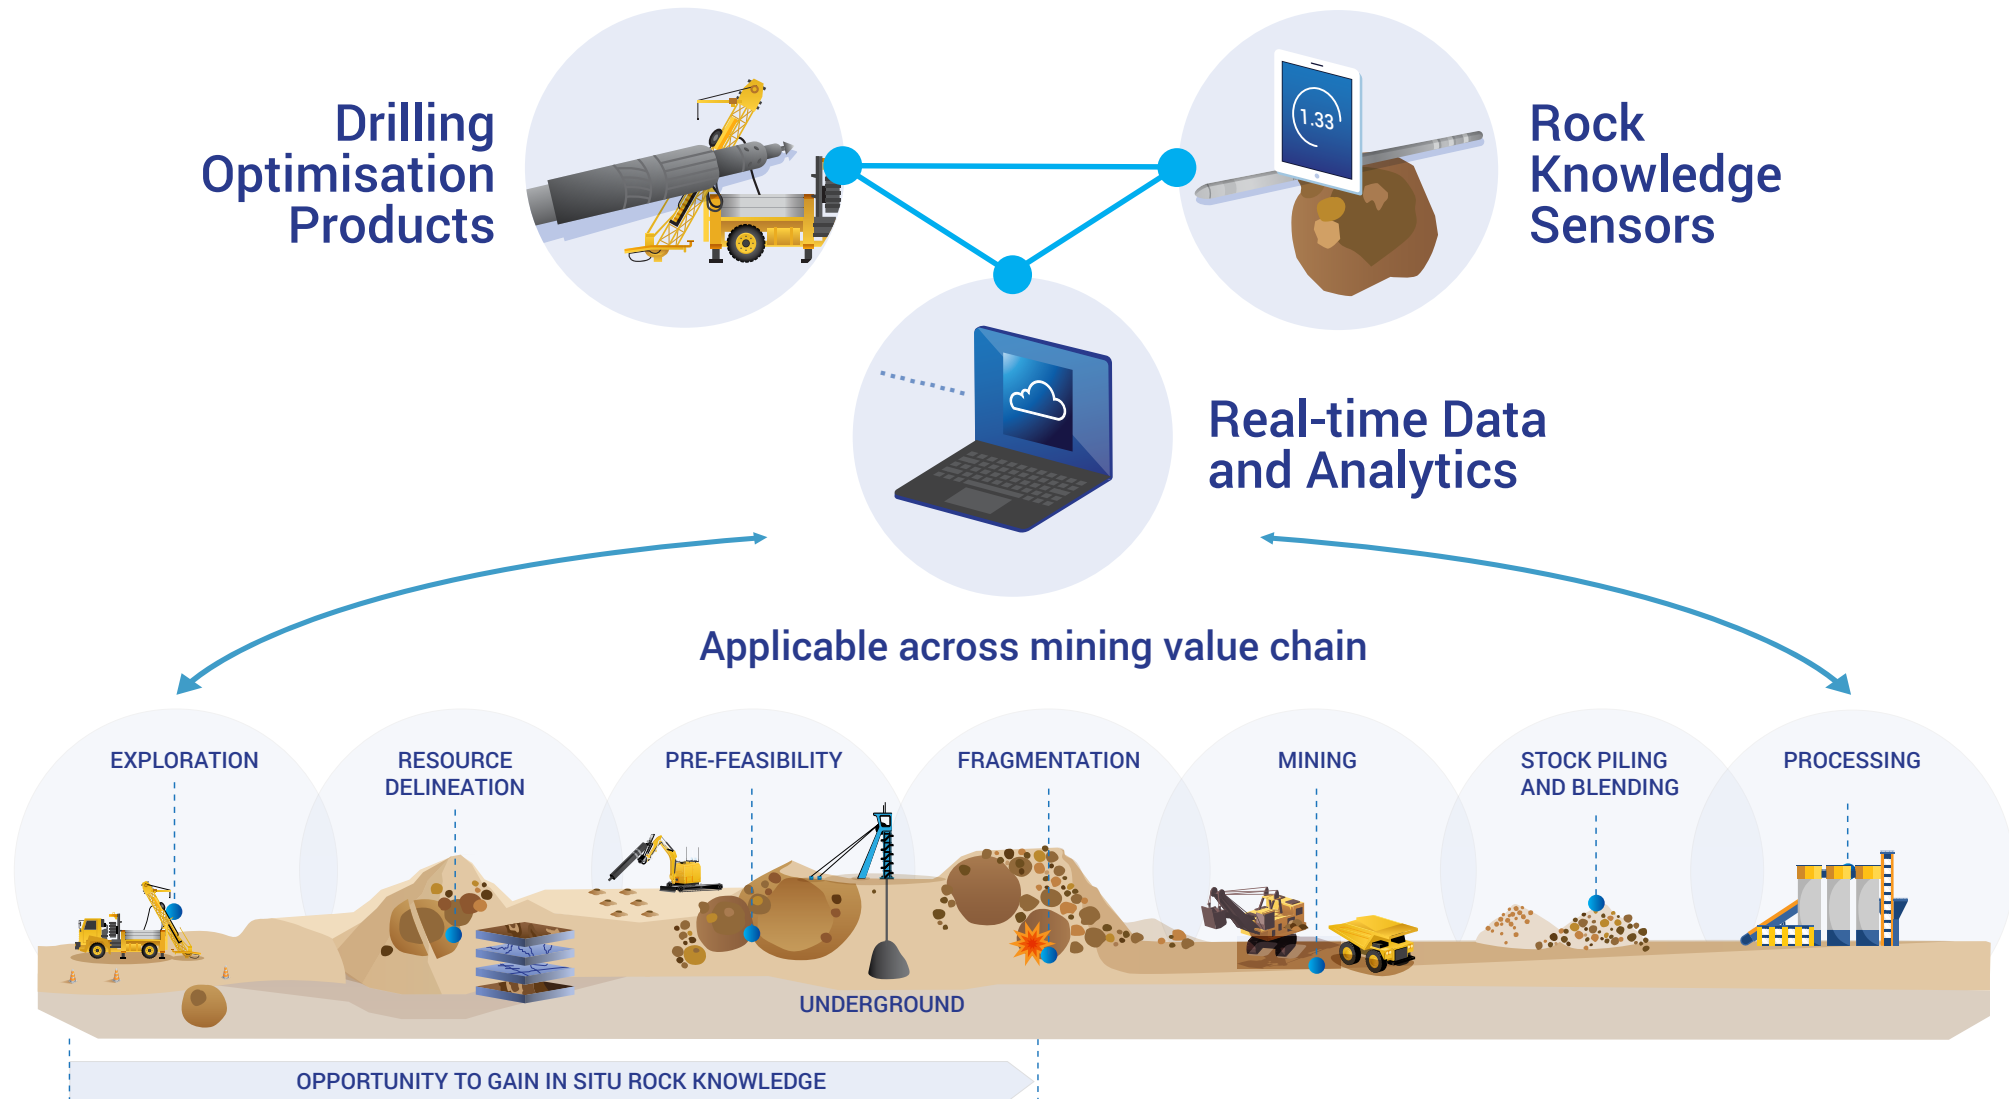 Drilling
Optimisation
Products
1.33
Rock
Knowledge
Sensors
Real-time Data
and Analytics
Applicable across mining value chain
EXPLORATION
RESOURCE
DELINEATION
PRE-FEASIBILITY
FRAGMENTATION
MINING
STOCK PILING
AND BLENDING
PROCESSING
UNDERGROUND
OPPORTUNITY TO GAIN IN SITU ROCK KNOWLEDGE